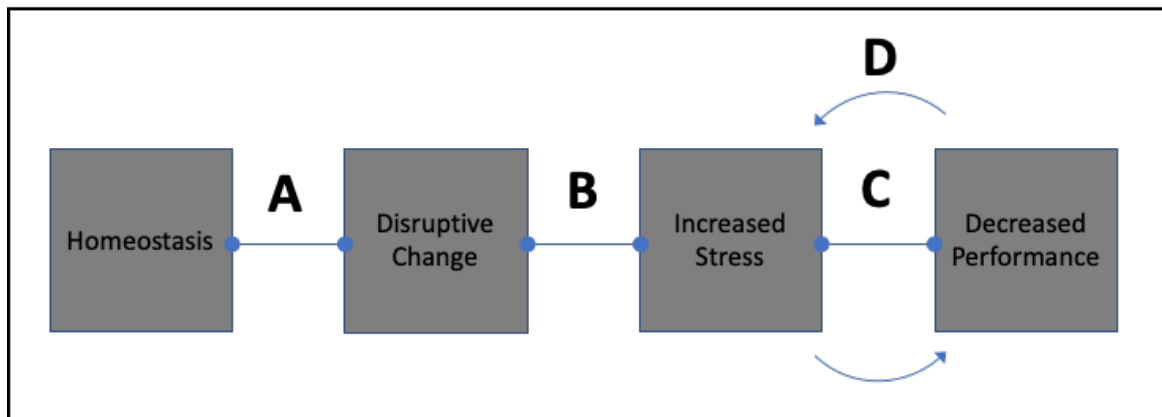 D
A
B
C
Homeostasis
Disruptive
Change
Increased
Stress
Decreased
Performance